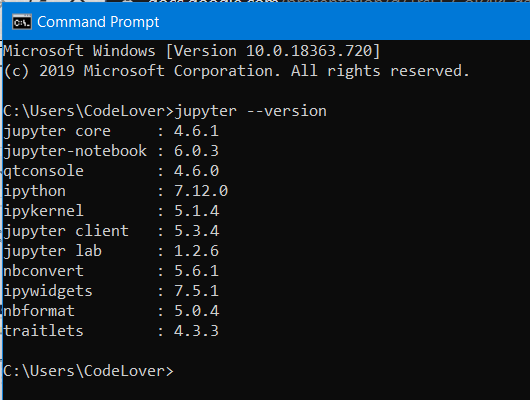 Command Prompt
Microsoft Windows [Version 10.0.18363.720]
(c) 2019 Microsoft Corporation. All rights reserved.
C:\Users\CodeLover>jupyter --version
jupyter core     : 4.6.1
jupyter-notebook : 6.0.3
qtconsole        : 4.6.0
ipython          : 7.12.0
ipykernel        : 5.1.4
jupyter client   : 5.3.4
jupyter lab      : 1.2.6
nbconvert        : 5.6.1
ipywidgets       : 7.5.1
nbformat         : 5.0.4
traitlets        : 4.3.3
C:\Users\CodeLover>